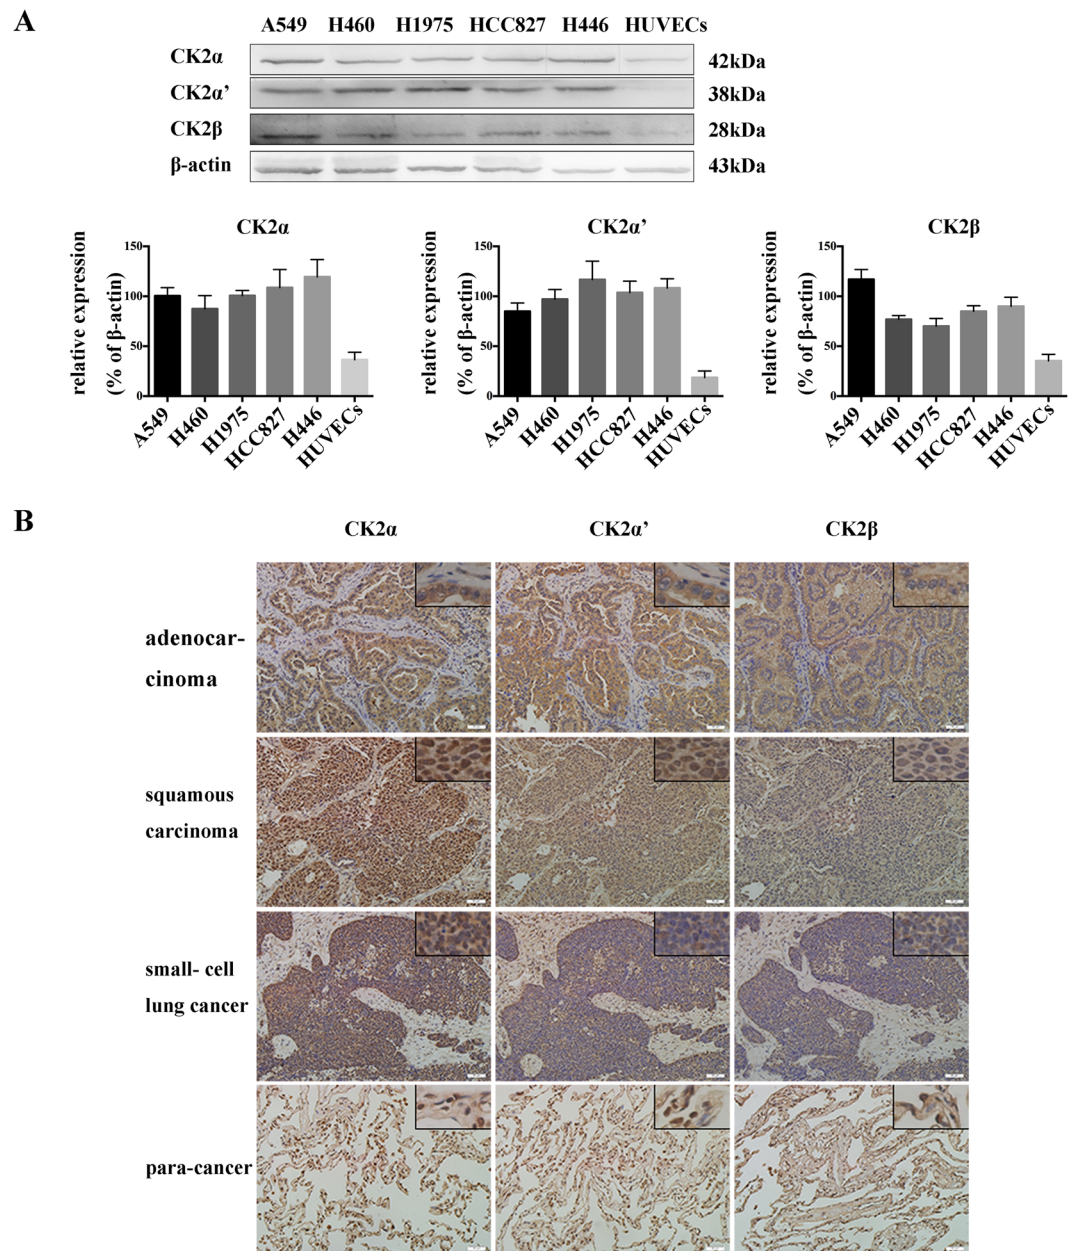 A
A549 H460 H1975 HCC827 H446 HUVECs
CK2α 42kDa
CK2α’ 38kDa
CK2β 28kDa
β-actin 43kDa
CK2α
relative expression
(% of β-actin)
150
100
50
0
A549 H460 H1975 HCC827 H446 HUVECs
CK2α’
relative expression
(% of β-actin)
150
100
50
0
A549 H460 H1975 HCC827 H446 HUVECs
CK2β
relative expression
(% of β-actin)
150
100
50
0
A549 H460 H1975 HCC827 H446 HUVECs
B
CK2α CK2α’ CK2β
adenocar-
cinoma
squamous
carcinoma
small- cell
lung cancer
para-cancer